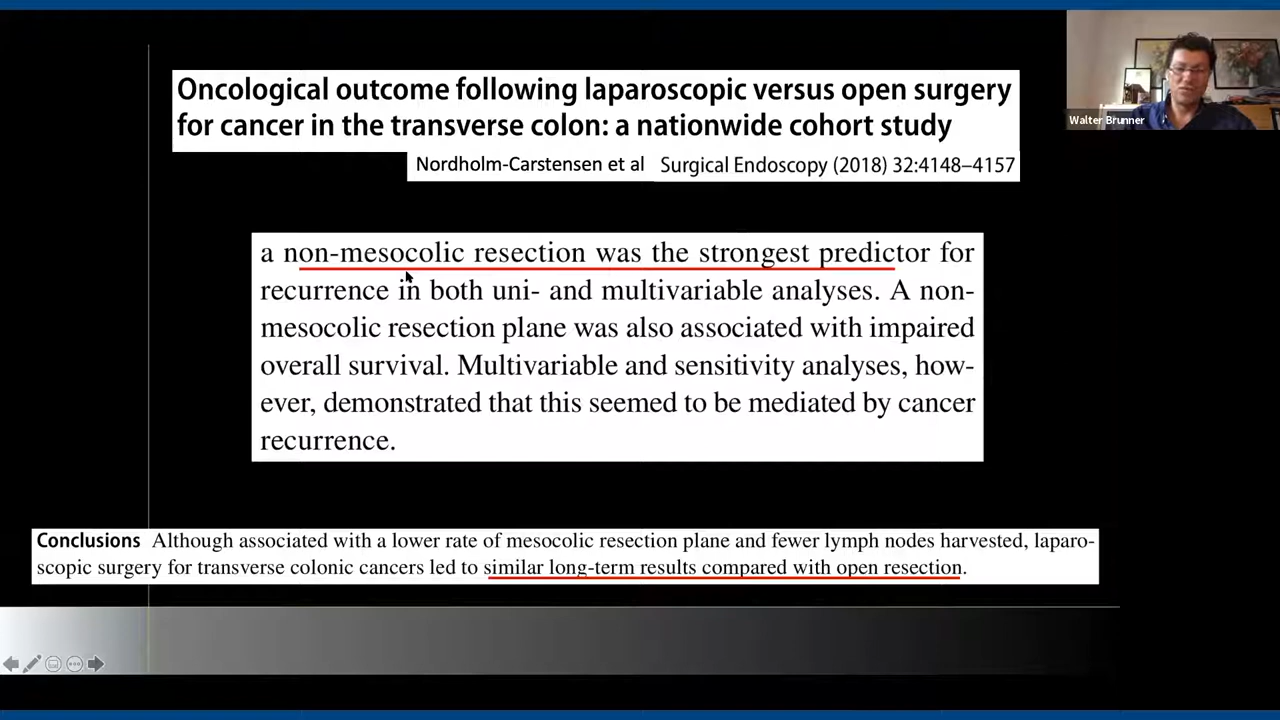 Oncological outcome following laparoscopic versus open surgery
for cancer in the transverse colon: a nationwide cohort study
Nordholm-Carstensen et al Surgical Endoscopy (2018) 32:4148–4157
Walter Brunner
a non-mesocolic resection was the strongest predictor for
recurrence in both uni- and multivariable analyses. A non-
mesocolic resection plane was also associated with impaired
overall survival. Multivariable and sensitivity analyses, how-
ever, demonstrated that this seemed to be mediated by cancer
recurrence.
Conclusions Although associated with a lower rate of mesocolic resection plane and fewer lymph nodes harvested, laparo-
scopic surgery for transverse colonic cancers led to similar long-term results compared with open resection.